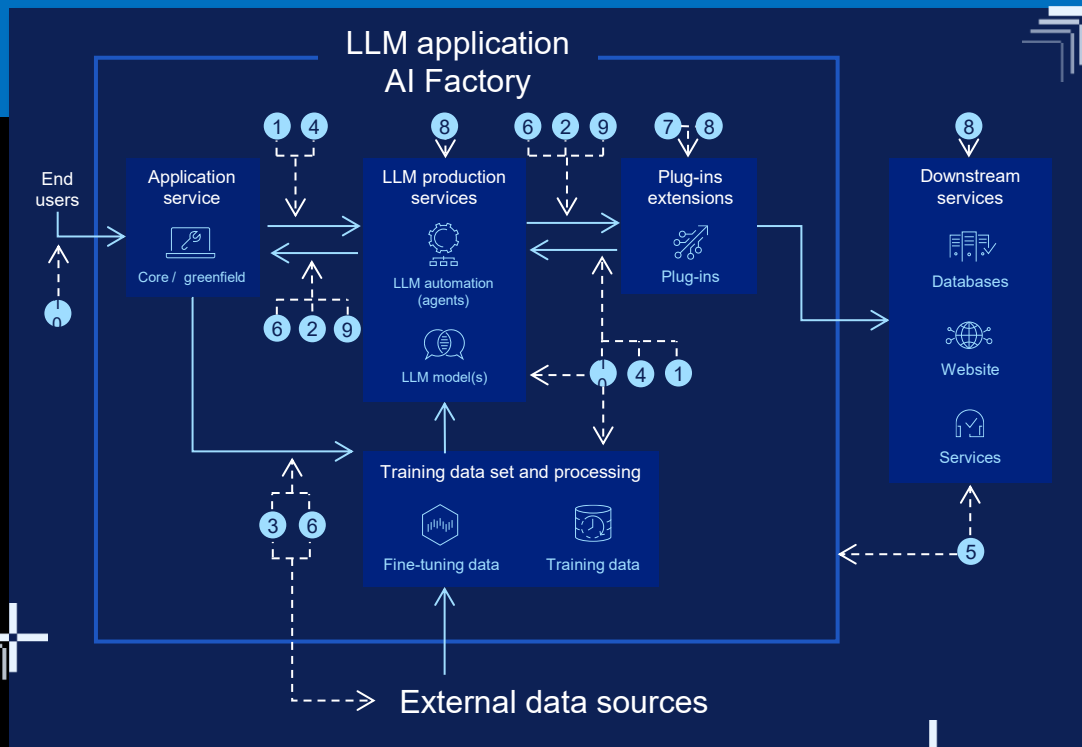 LLM application
AI Factory
1 4
8
6 2 9
7 8
8
End
users
Application
service
Core / greenfield
LLM production
services
LLM automation
(agents)
LLM model(s)
Plug-ins
extensions
Plug-ins
Downstream
services
Databases
Website
Services
10
6 2 9
10 4 1
Training data set and processing
Fine-tuning data
Training data
3 6
5
External data sources